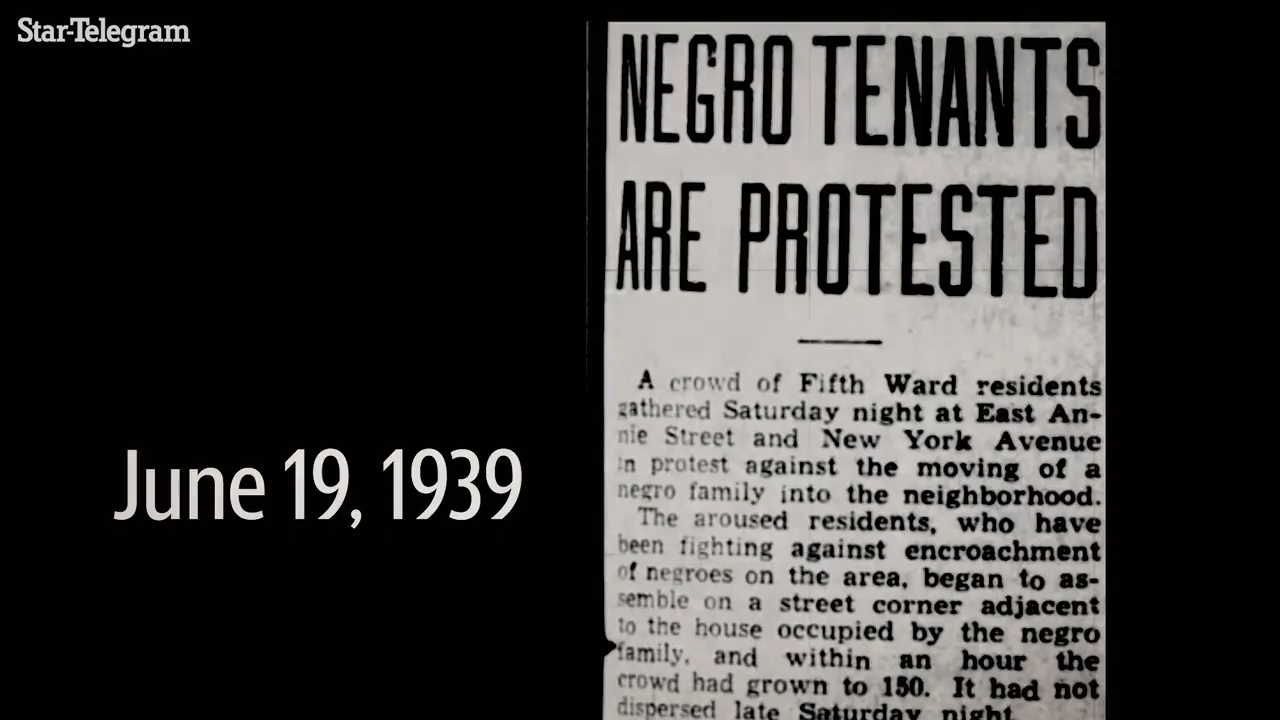 Star-Telegram
NEGRO TENANTS
ARE PROTESTED
A crowd of Fifth Ward residents
gathered Saturday night at East An-
nie Street and New York Avenue
in protest against the moving of a
negro family into the neighborhood.
The aroused residents, who have
been fighting against encroachment
of negroes on the area, began to as-
semble on a street corner adjacent
to the house occupied by the negro
family, and within an hour the
crowd had grown to 150. It had not
dispersed late Saturday night.
June 19, 1939